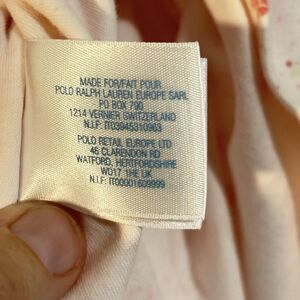 MADE FOR/FAIT POUR
POLO RALPH LAUREN EUROPE SARL
PO BOX 790
1214 VERNIER SWITZERLAND
N.I.F: IT03945310963
POLO RETAIL EUROPE LTD
46 CLARENDON RD
WATFORD, HERTFORDSHIRE
WD17 1HE UK
N.I.F: IT00001609999